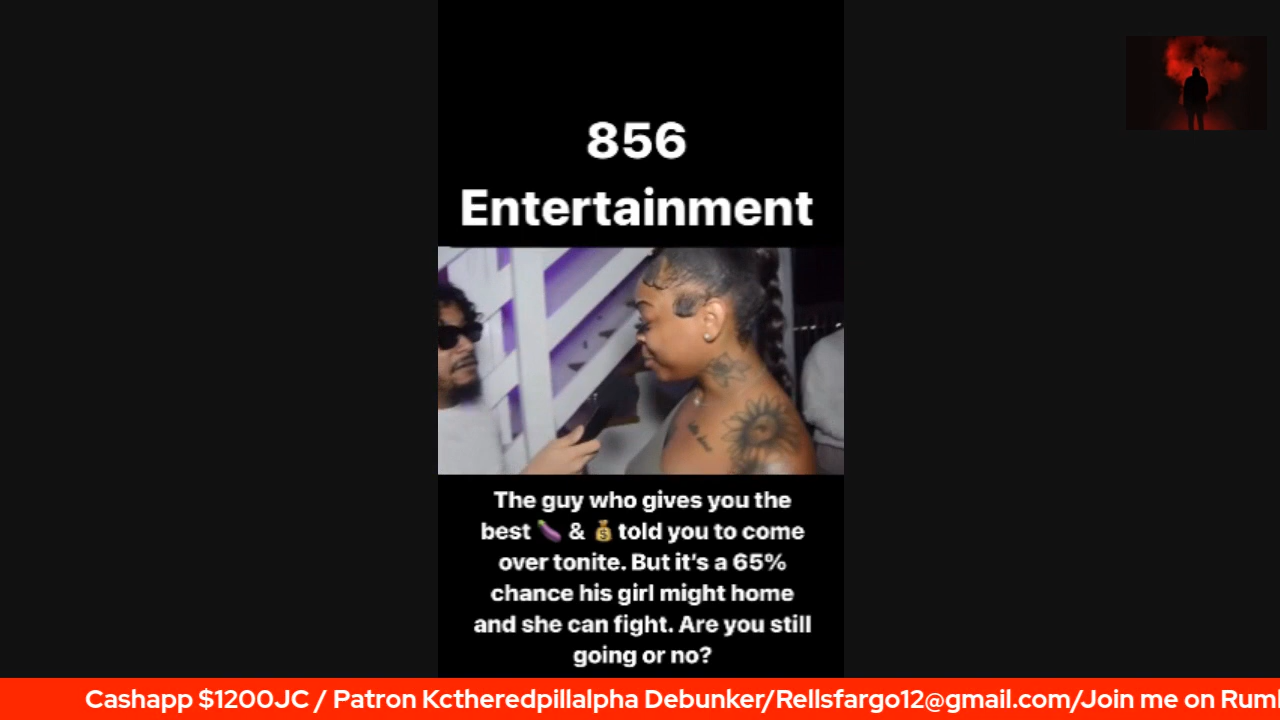 856
Entertainment
The guy who gives you the
best 🍆 & 💰 told you to come
over tonite. But it's a 65%
chance his girl might home
and she can fight. Are you still
going or no?
Cashapp $1200JC / Patron Kctheredpillalpha Debunker/Rellsfargo12@gmail.com/Join me on Rum